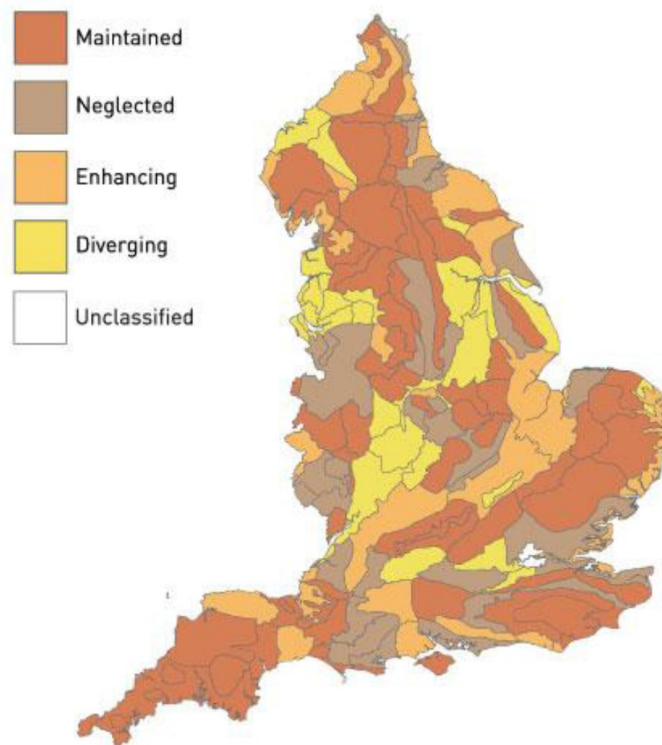 Maintained
Neglected
Enhancing
Diverging
Unclassified